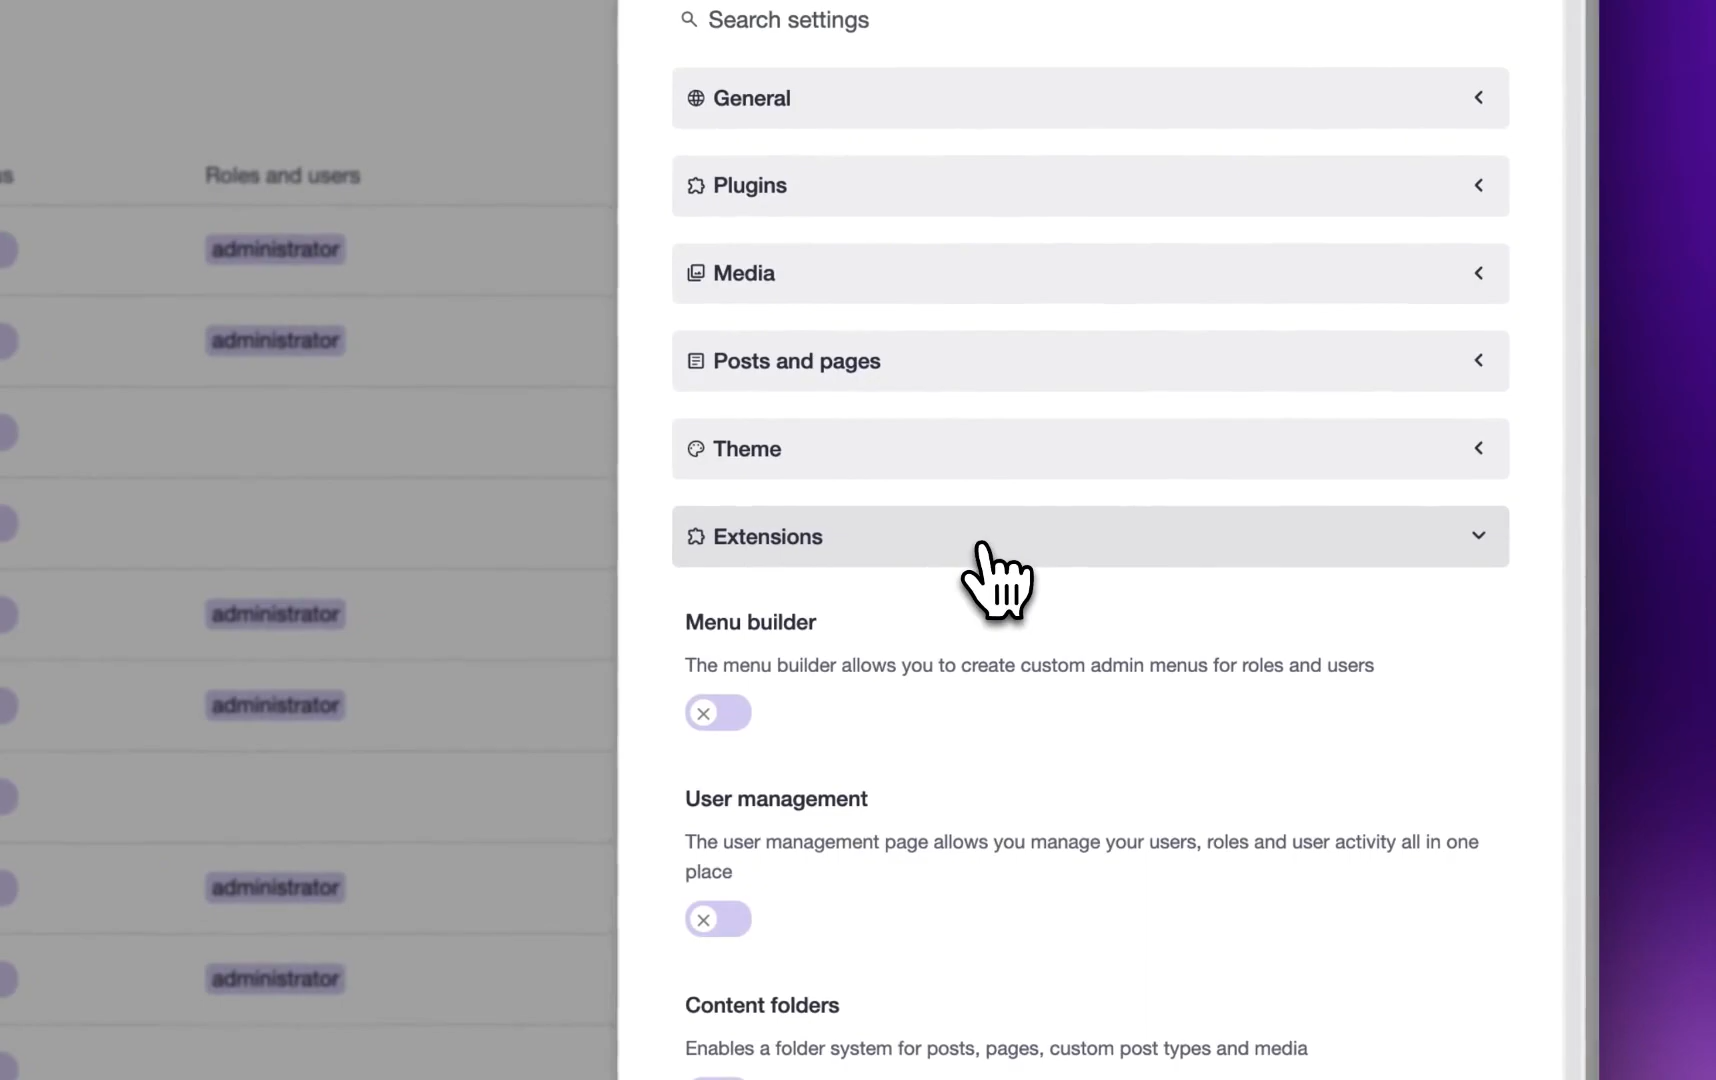 Search settings
General
Plugins
Media
Posts and pages
Theme
Extensions
Menu builder
The menu builder allows you to create custom admin menus for roles and users
User management
The user management page allows you manage your users, roles and user activity all in one
place
Content folders
Enables a folder system for posts, pages, custom post types and media
Roles and users
administrator
administrator
administrator
administrator
administrator
administrator